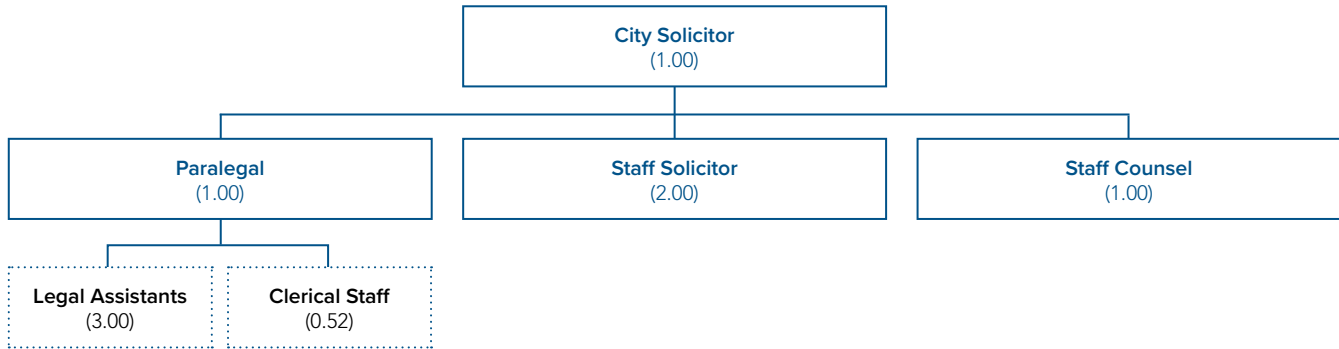 City Solicitor
(1.00)
Paralegal
(1.00)
Staff Solicitor
(2.00)
Staff Counsel
(1.00)
Legal Assistants
(3.00)
Clerical Staff
(0.52)